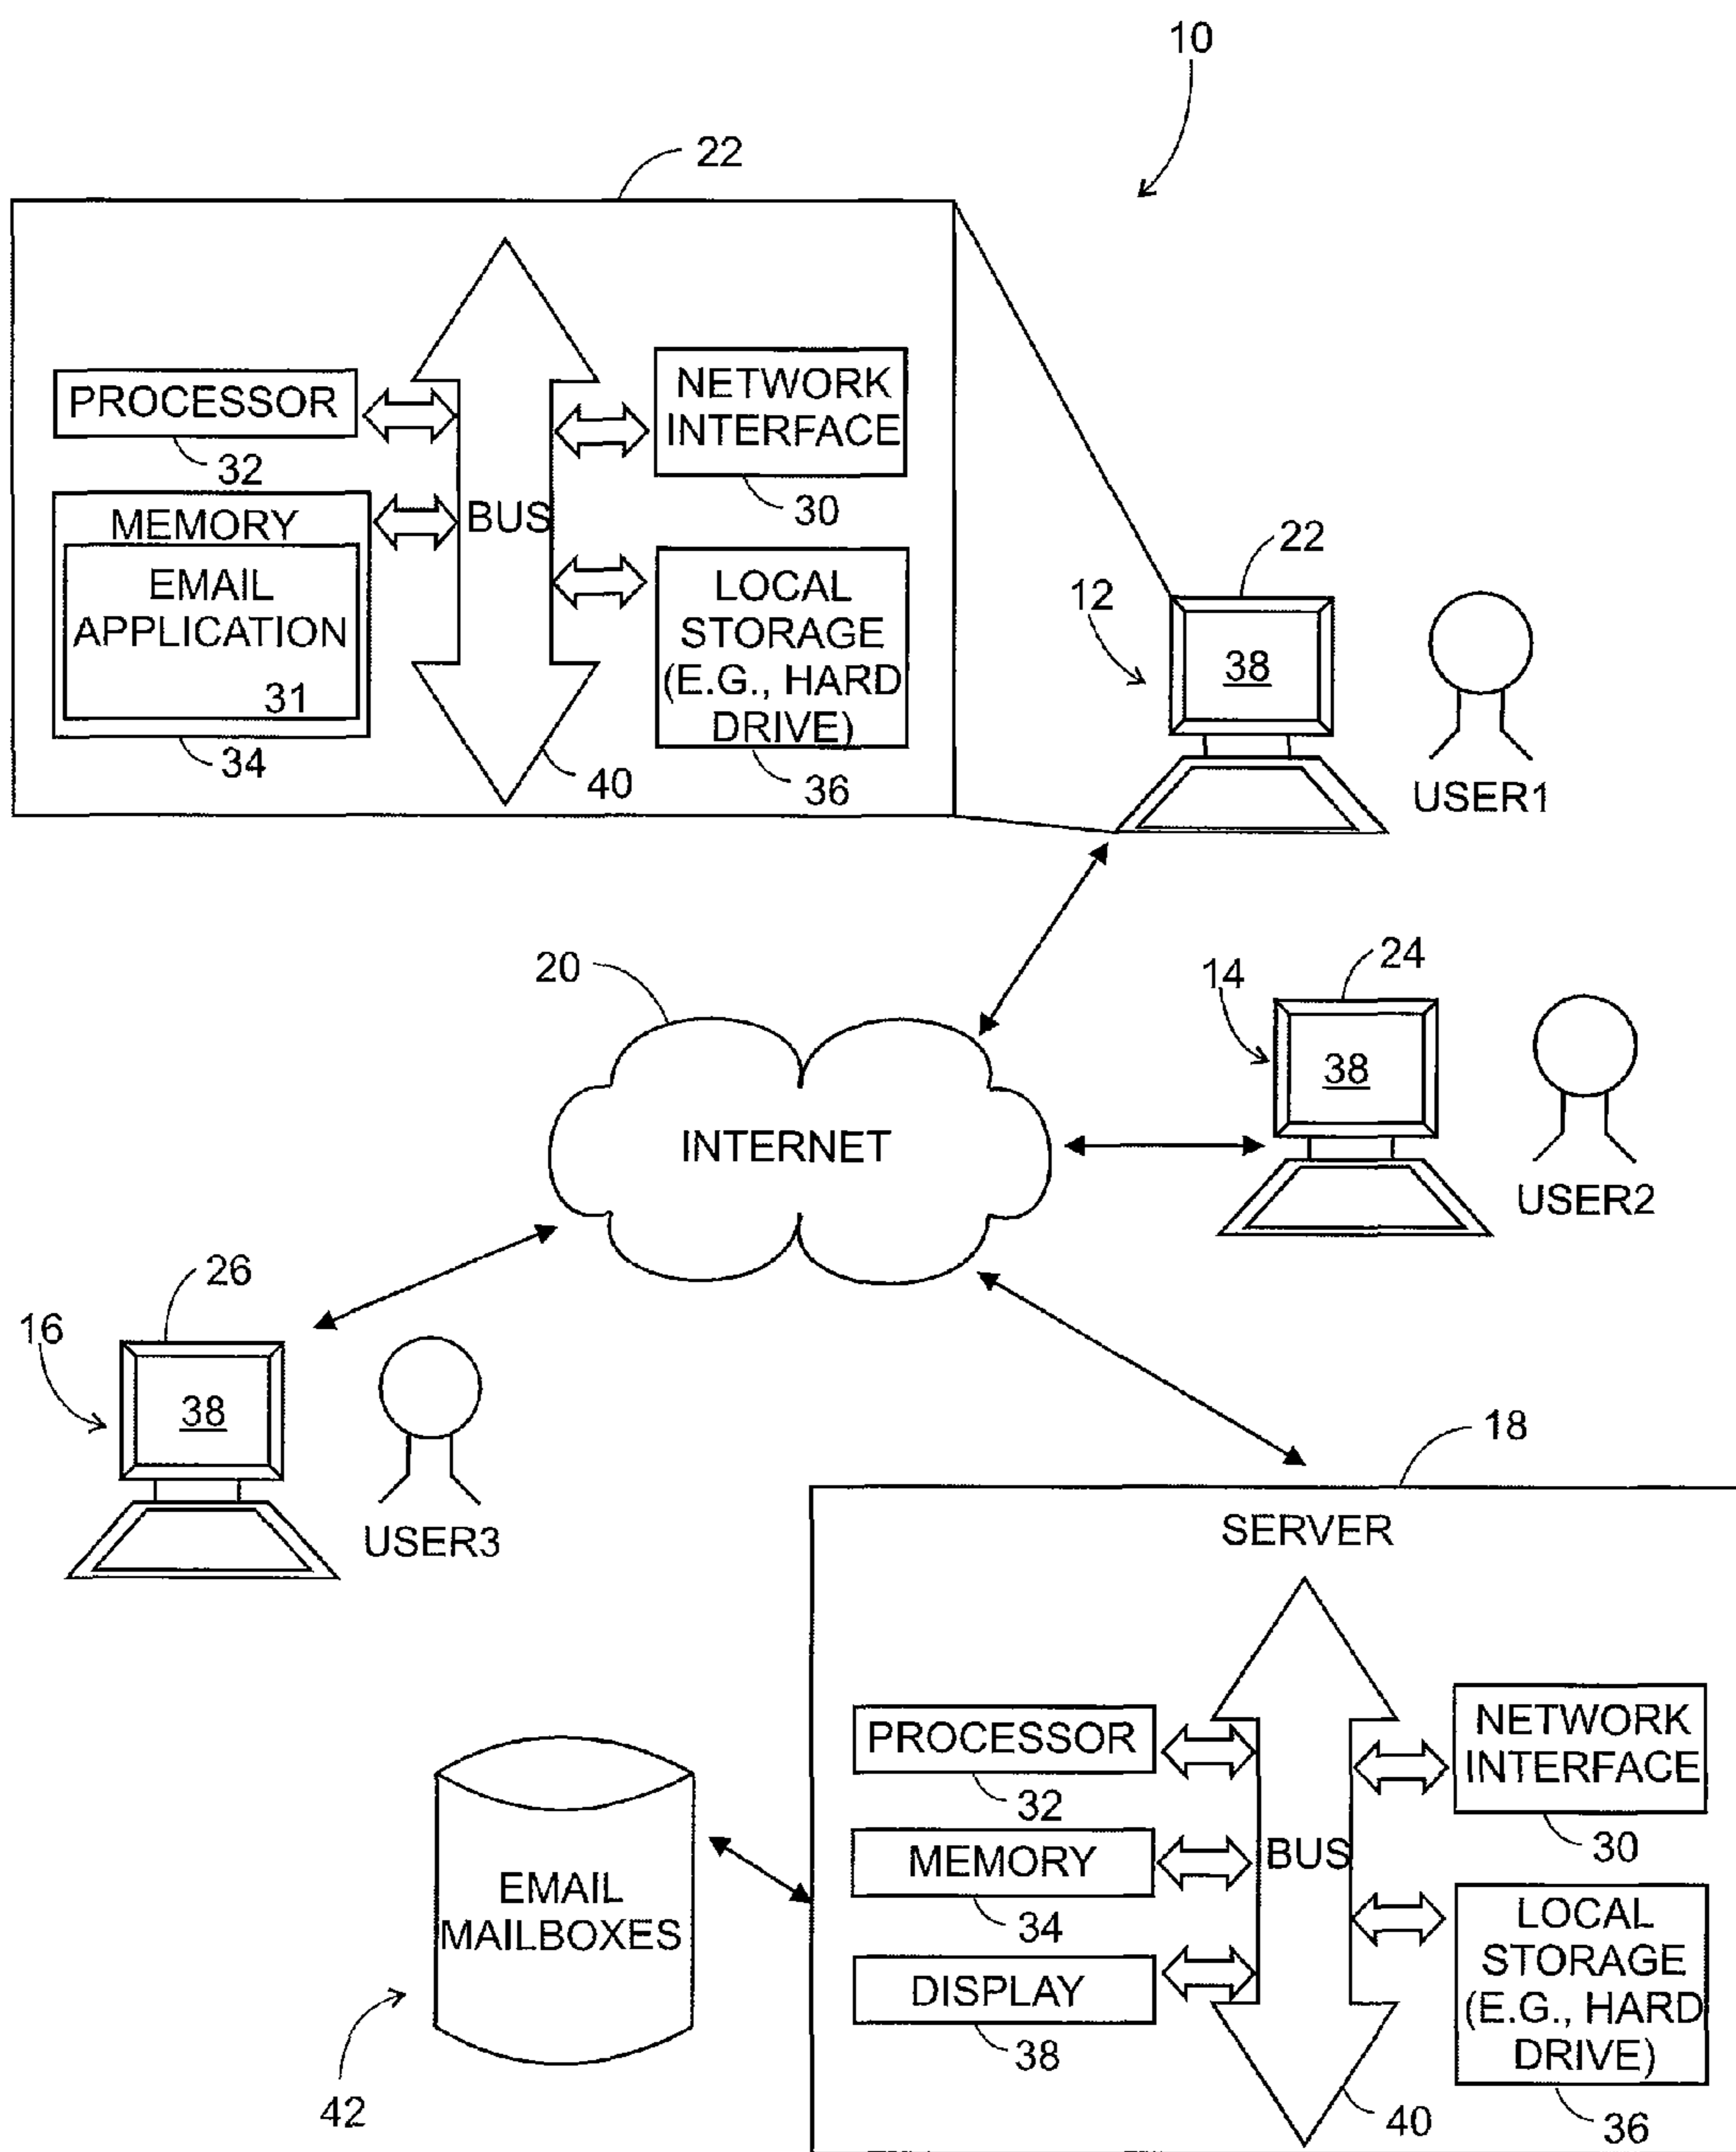 10
22
PROCESSOR
32
MEMORY
EMAIL
APPLICATION
31
34
BUS
40
NETWORK
INTERFACE
30
LOCAL
STORAGE
(E.G., HARD
DRIVE)
36
12
22
38
USER1
20
INTERNET
14
24
38
USER2
16
26
38
USER3
18
SERVER
PROCESSOR
32
MEMORY
34
DISPLAY
38
BUS
40
NETWORK
INTERFACE
30
LOCAL
STORAGE
(E.G., HARD
DRIVE)
36
EMAIL
MAILBOXES
42